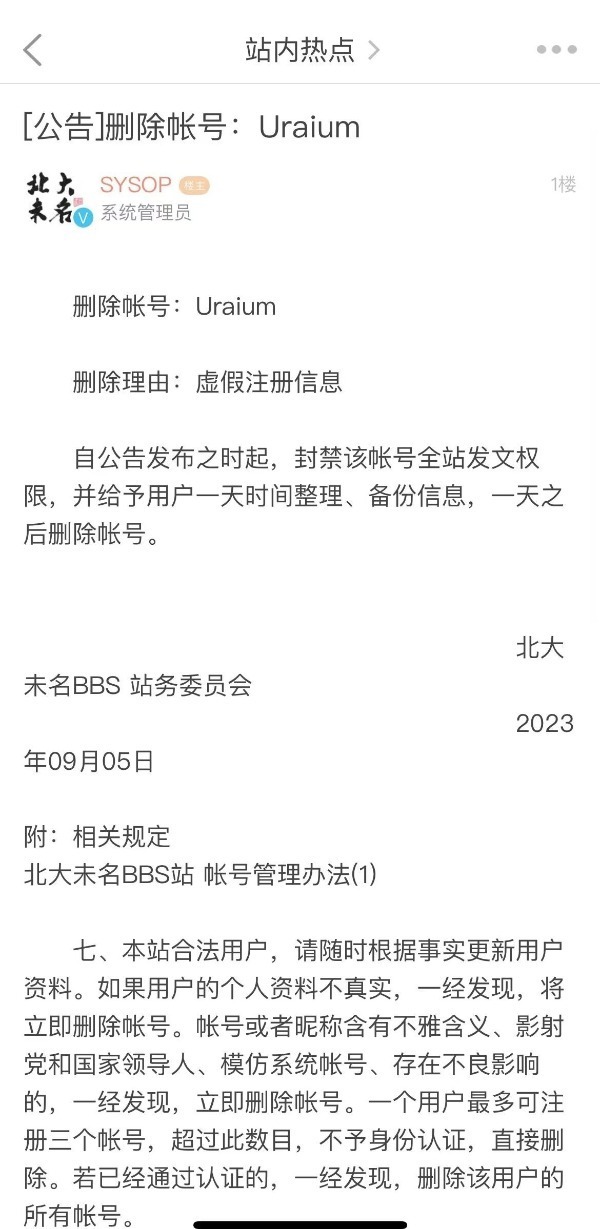 站内热点
[公告]删除帐号：Uraium
北大
未名
SYSOP 楼主
1楼
V 系统管理员
删除帐号：Uraium
删除理由：虚假注册信息
自公告发布之时起，封禁该帐号全站发文权
限，并给予用户一天时间整理、备份信息，一天之
后删除帐号。
北大
未名BBS 站务委员会
2023
年09月05日
附：相关规定
北大未名BBS站 帐号管理办法(1)
七、本站合法用户，请随时根据事实更新用户
资料。如果用户的个人资料不真实，一经发现，将
立即删除帐号。帐号或者昵称含有不雅含义、影射
党和国家领导人、模仿系统帐号、存在不良影响
的，一经发现，立即删除帐号。一个用户最多可注
册三个帐号，超过此数目，不予身份认证，直接删
除。若已经通过认证的，一经发现，删除该用户的
所有帐号。